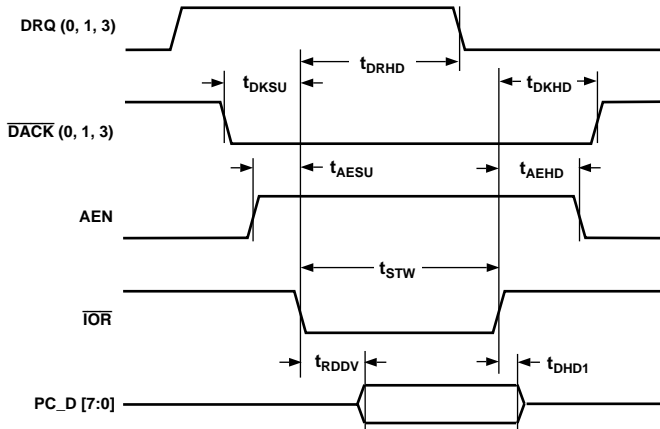 DRQ (0, 1, 3)
tDRHD
tDKSU
tDKHD
DACK (0, 1, 3)
tAESU
tAEHD
AEN
tSTW
IOR
tRDDV
tDHD1
PC_D [7:0]